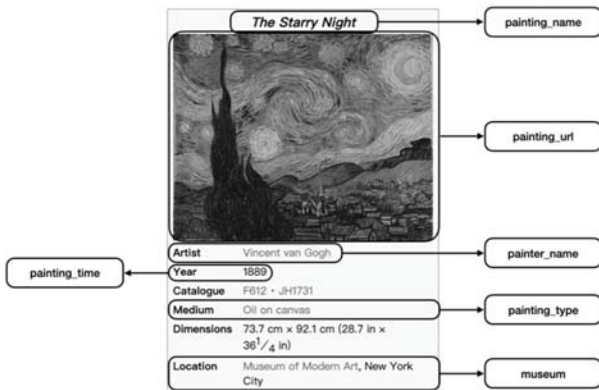 The Starry Night
painting_name
painting_url
Artist Vincent van Gogh
painter_name
painting_time
Year 1889
Catalogue F612 • JH1731
Medium Oil on canvas
painting_type
Dimensions 73.7 cm × 92.1 cm (28.7 in ×
36 1/4 in)
Location Museum of Modern Art, New York
City
museum